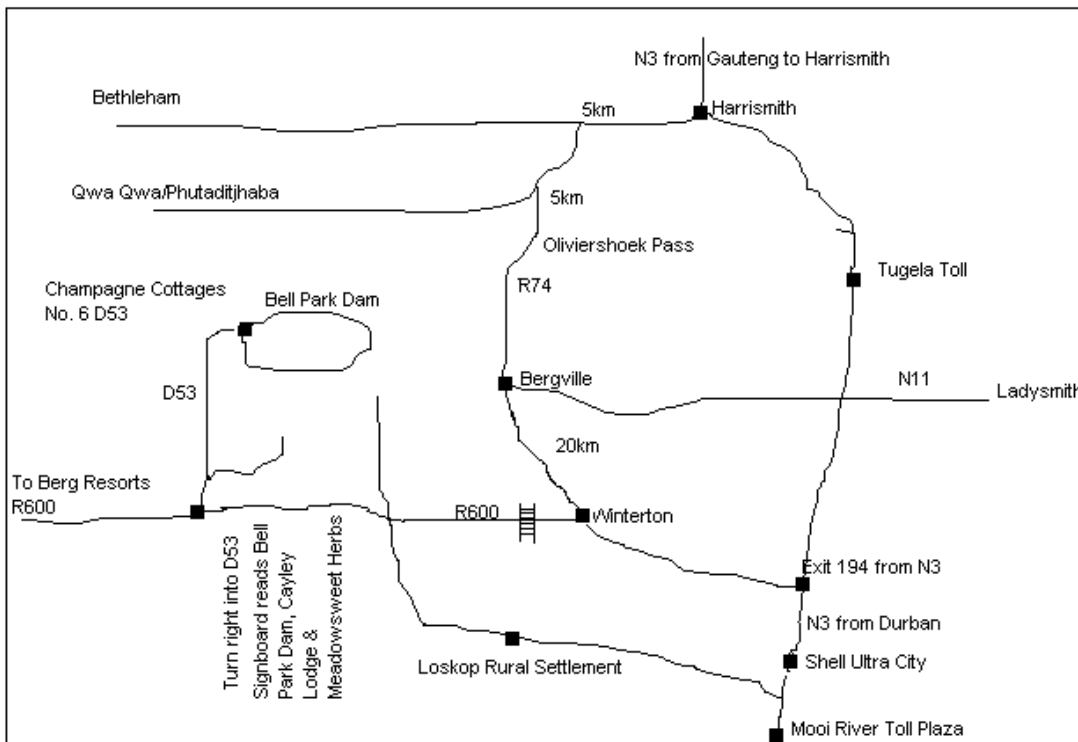 N3 from Gauteng to Harrismith
Bethleham
5km
Harrismith
Qwa Qwa/Phutaditjhaba
5km
Oliviershoek Pass
Tugela Toll
R74
Champagne Cottages
No. 6 D53
Bell Park Dam
Bergville
N11
Ladysmith
D53
20km
To Berg Resorts
R600
R600
Winterton
Turn right into D53
Signboard reads Bell
Park Dam, Cayley
Lodge &
Meadowsweet Herbs
Exit 194 from N3
N3 from Durban
Loskop Rural Settlement
Shell Ultra City
Mooi River Toll Plaza